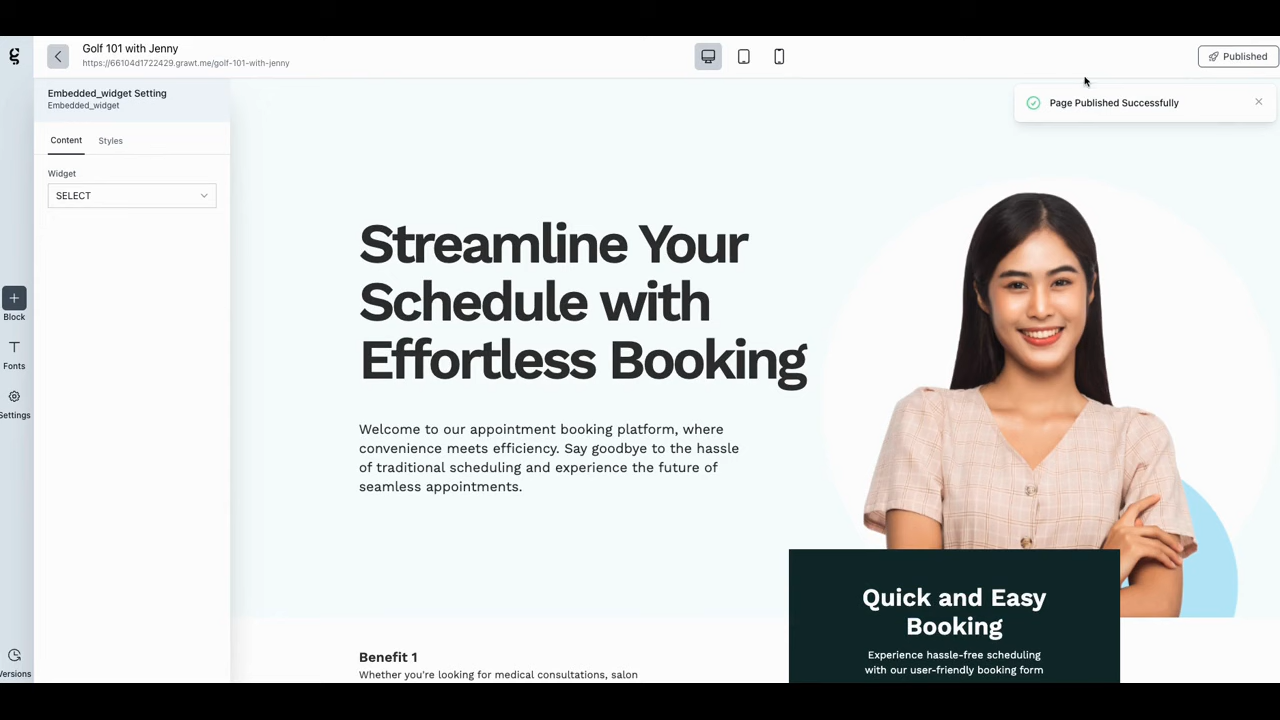 Golf 101 with Jenny
https://66104d1722429.grawt.me/golf-101-with-jenny
Published
Page Published Successfully
Embedded_widget Setting
Embedded_widget
Content
Styles
Widget
SELECT
Block
Fonts
Settings
Versions
Streamline Your
Schedule with
Effortless Booking
Welcome to our appointment booking platform, where
convenience meets efficiency. Say goodbye to the hassle
of traditional scheduling and experience the future of
seamless appointments.
Quick and Easy
Booking
Experience hassle-free scheduling
with our user-friendly booking form
Benefit 1
Whether you're looking for medical consultations, salon